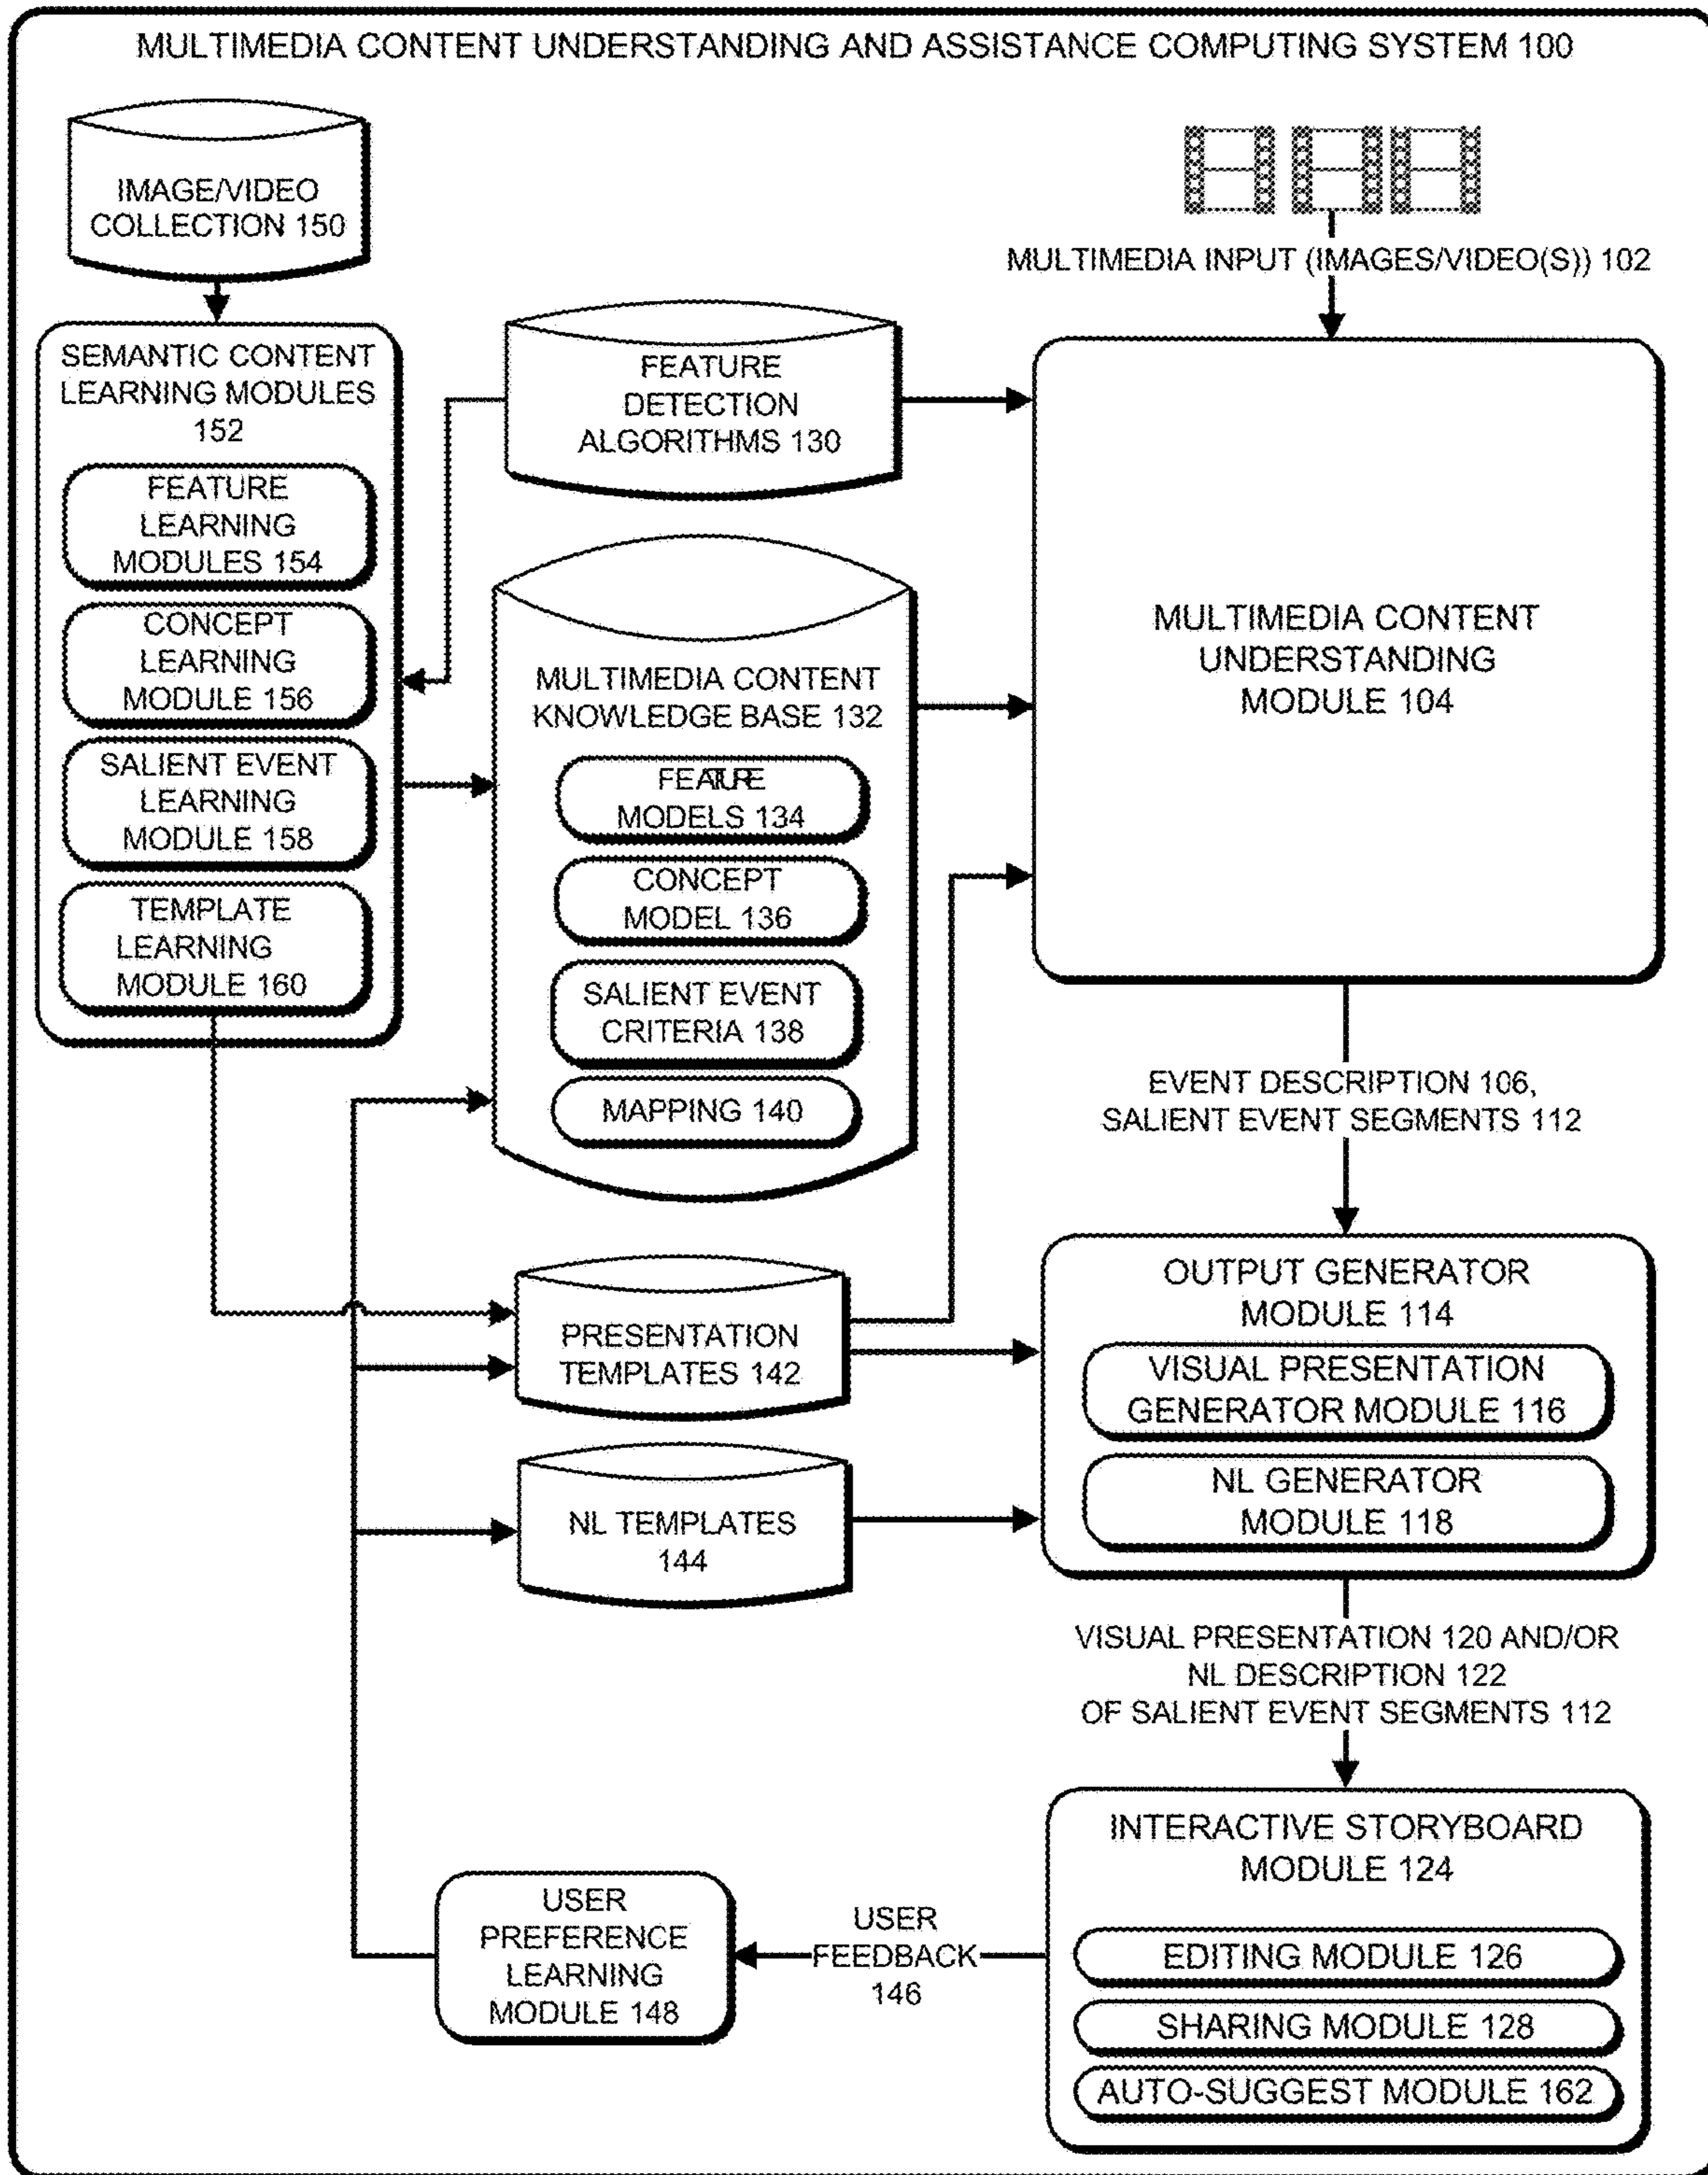 MULTIMEDIA CONTENT UNDERSTANDING AND ASSISTANCE COMPUTING SYSTEM 100
IMAGE/VIDEO
COLLECTION 150
MULTIMEDIA INPUT (IMAGES/VIDEO(S)) 102
SEMANTIC CONTENT
LEARNING MODULES
152
FEATURE
LEARNING
MODULES 154
CONCEPT
LEARNING
MODULE 156
SALIENT EVENT
LEARNING
MODULE 158
TEMPLATE
LEARNING
MODULE 160
FEATURE
DETECTION
ALGORITHMS 130
MULTIMEDIA CONTENT
KNOWLEDGE BASE 132
FEATURE
MODELS 134
CONCEPT
MODEL 136
SALIENT EVENT
CRITERIA 138
MAPPING 140
MULTIMEDIA CONTENT
UNDERSTANDING
MODULE 104
EVENT DESCRIPTION 106,
SALIENT EVENT SEGMENTS 112
PRESENTATION
TEMPLATES 142
NL TEMPLATES
144
OUTPUT GENERATOR
MODULE 114
VISUAL PRESENTATION
GENERATOR MODULE 116
NL GENERATOR
MODULE 118
VISUAL PRESENTATION 120 AND/OR
NL DESCRIPTION 122
OF SALIENT EVENT SEGMENTS 112
INTERACTIVE STORYBOARD
MODULE 124
EDITING MODULE 126
SHARING MODULE 128
AUTO-SUGGEST MODULE 162
USER
FEEDBACK
146
USER
PREFERENCE
LEARNING
MODULE 148